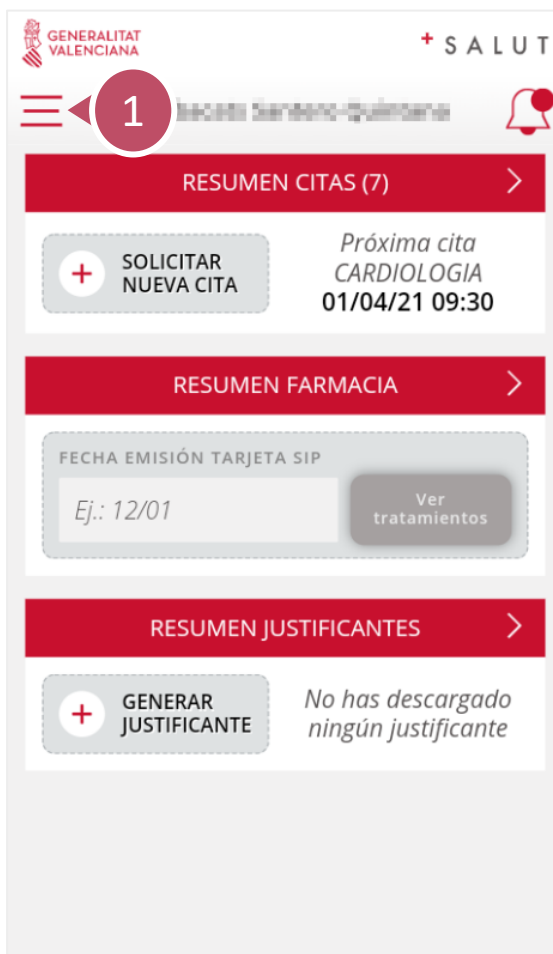 GENERALITAT
VALENCIANA
+SALUT
1
RESUMEN CITAS (7)
SOLICITAR
NUEVA CITA
Próxima cita
CARDIOLOGIA
01/04/21 09:30
RESUMEN FARMACIA
FECHA EMISIÓN TARJETA SIP
Ej.: 12/01
Ver
tratamientos
RESUMEN JUSTIFICANTES
GENERAR
JUSTIFICANTE
No has descargado
ningún justificante